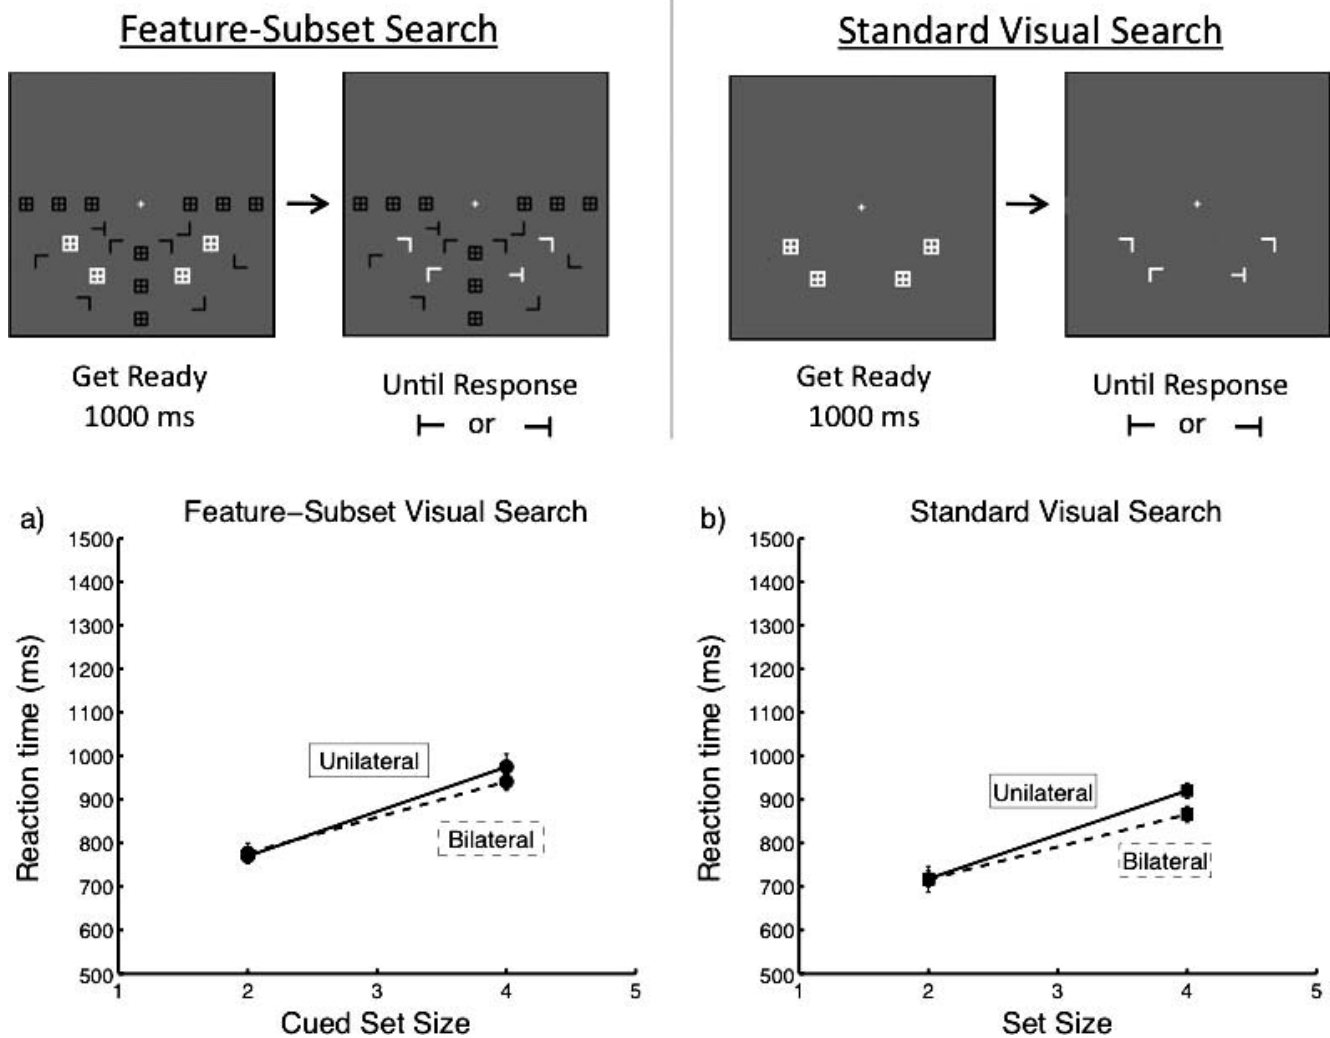 Feature-Subset Search
Standard Visual Search
Get Ready
1000 ms
Until Response
or
Get Ready
1000 ms
Until Response
or
a)
Feature–Subset Visual Search
Reaction time (ms)
1500
1400
1300
1200
1100
1000
900
800
700
600
500
Unilateral
Bilateral
1
2
3
4
5
Cued Set Size
b)
Standard Visual Search
Reaction time (ms)
1500
1400
1300
1200
1100
1000
900
800
700
600
500
Unilateral
Bilateral
1
2
3
4
5
Set Size